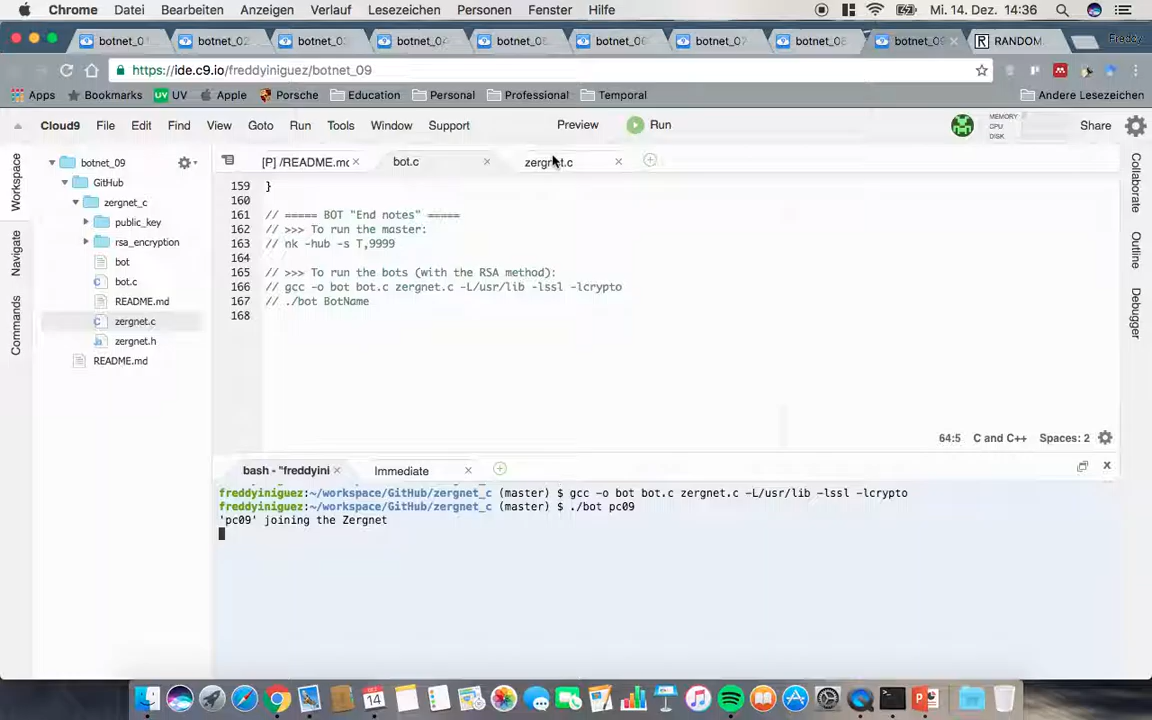 Chrome Datei Bearbeiten Anzeigen Verlauf Lesezeichen Personen Fenster Hilfe Mi. 14. Dez. 14:36
botnet_01 botnet_02 botnet_0 botnet_04 botnet_0 botnet_06 botnet_07 botnet_08 botnet_09 RANDOM. Freddy
https://ide.c9.io/freddyiniguez/botnet_09
Apps Bookmarks UV UV Apple Porsche Education Personal Professional Temporal Andere Lesezeichen
Cloud9 File Edit Find View Goto Run Tools Window Support Preview Run MEMORY CPU DISK Share
Workspace
Navigate
Commands
botnet_09
GitHub
zergnet_c
public_key
rsa_encryption
bot
bot.c
README.md
zergnet.c
zergnet.h
README.md
[P] /README.mc bot.c zergnet.c
159 }
160
161 // ===== BOT "End notes" =====
162 // >>> To run the master:
163 // nk -hub -s T,9999
164 //
165 // >>> To run the bots (with the RSA method):
166 // gcc -o bot bot.c zergnet.c -L/usr/lib -lssl -lcrypto
167 // ./bot BotName
168
64:5 C and C++ Spaces: 2
Collaborate
Outline
Debugger
bash - "freddyini Immediate
freddyiniguez:~/workspace/GitHub/zergnet_c (master) $ gcc -o bot bot.c zergnet.c -L/usr/lib -lssl -lcrypto
freddyiniguez:~/workspace/GitHub/zergnet_c (master) $ ./bot pc09
'pc09' joining the Zergnet